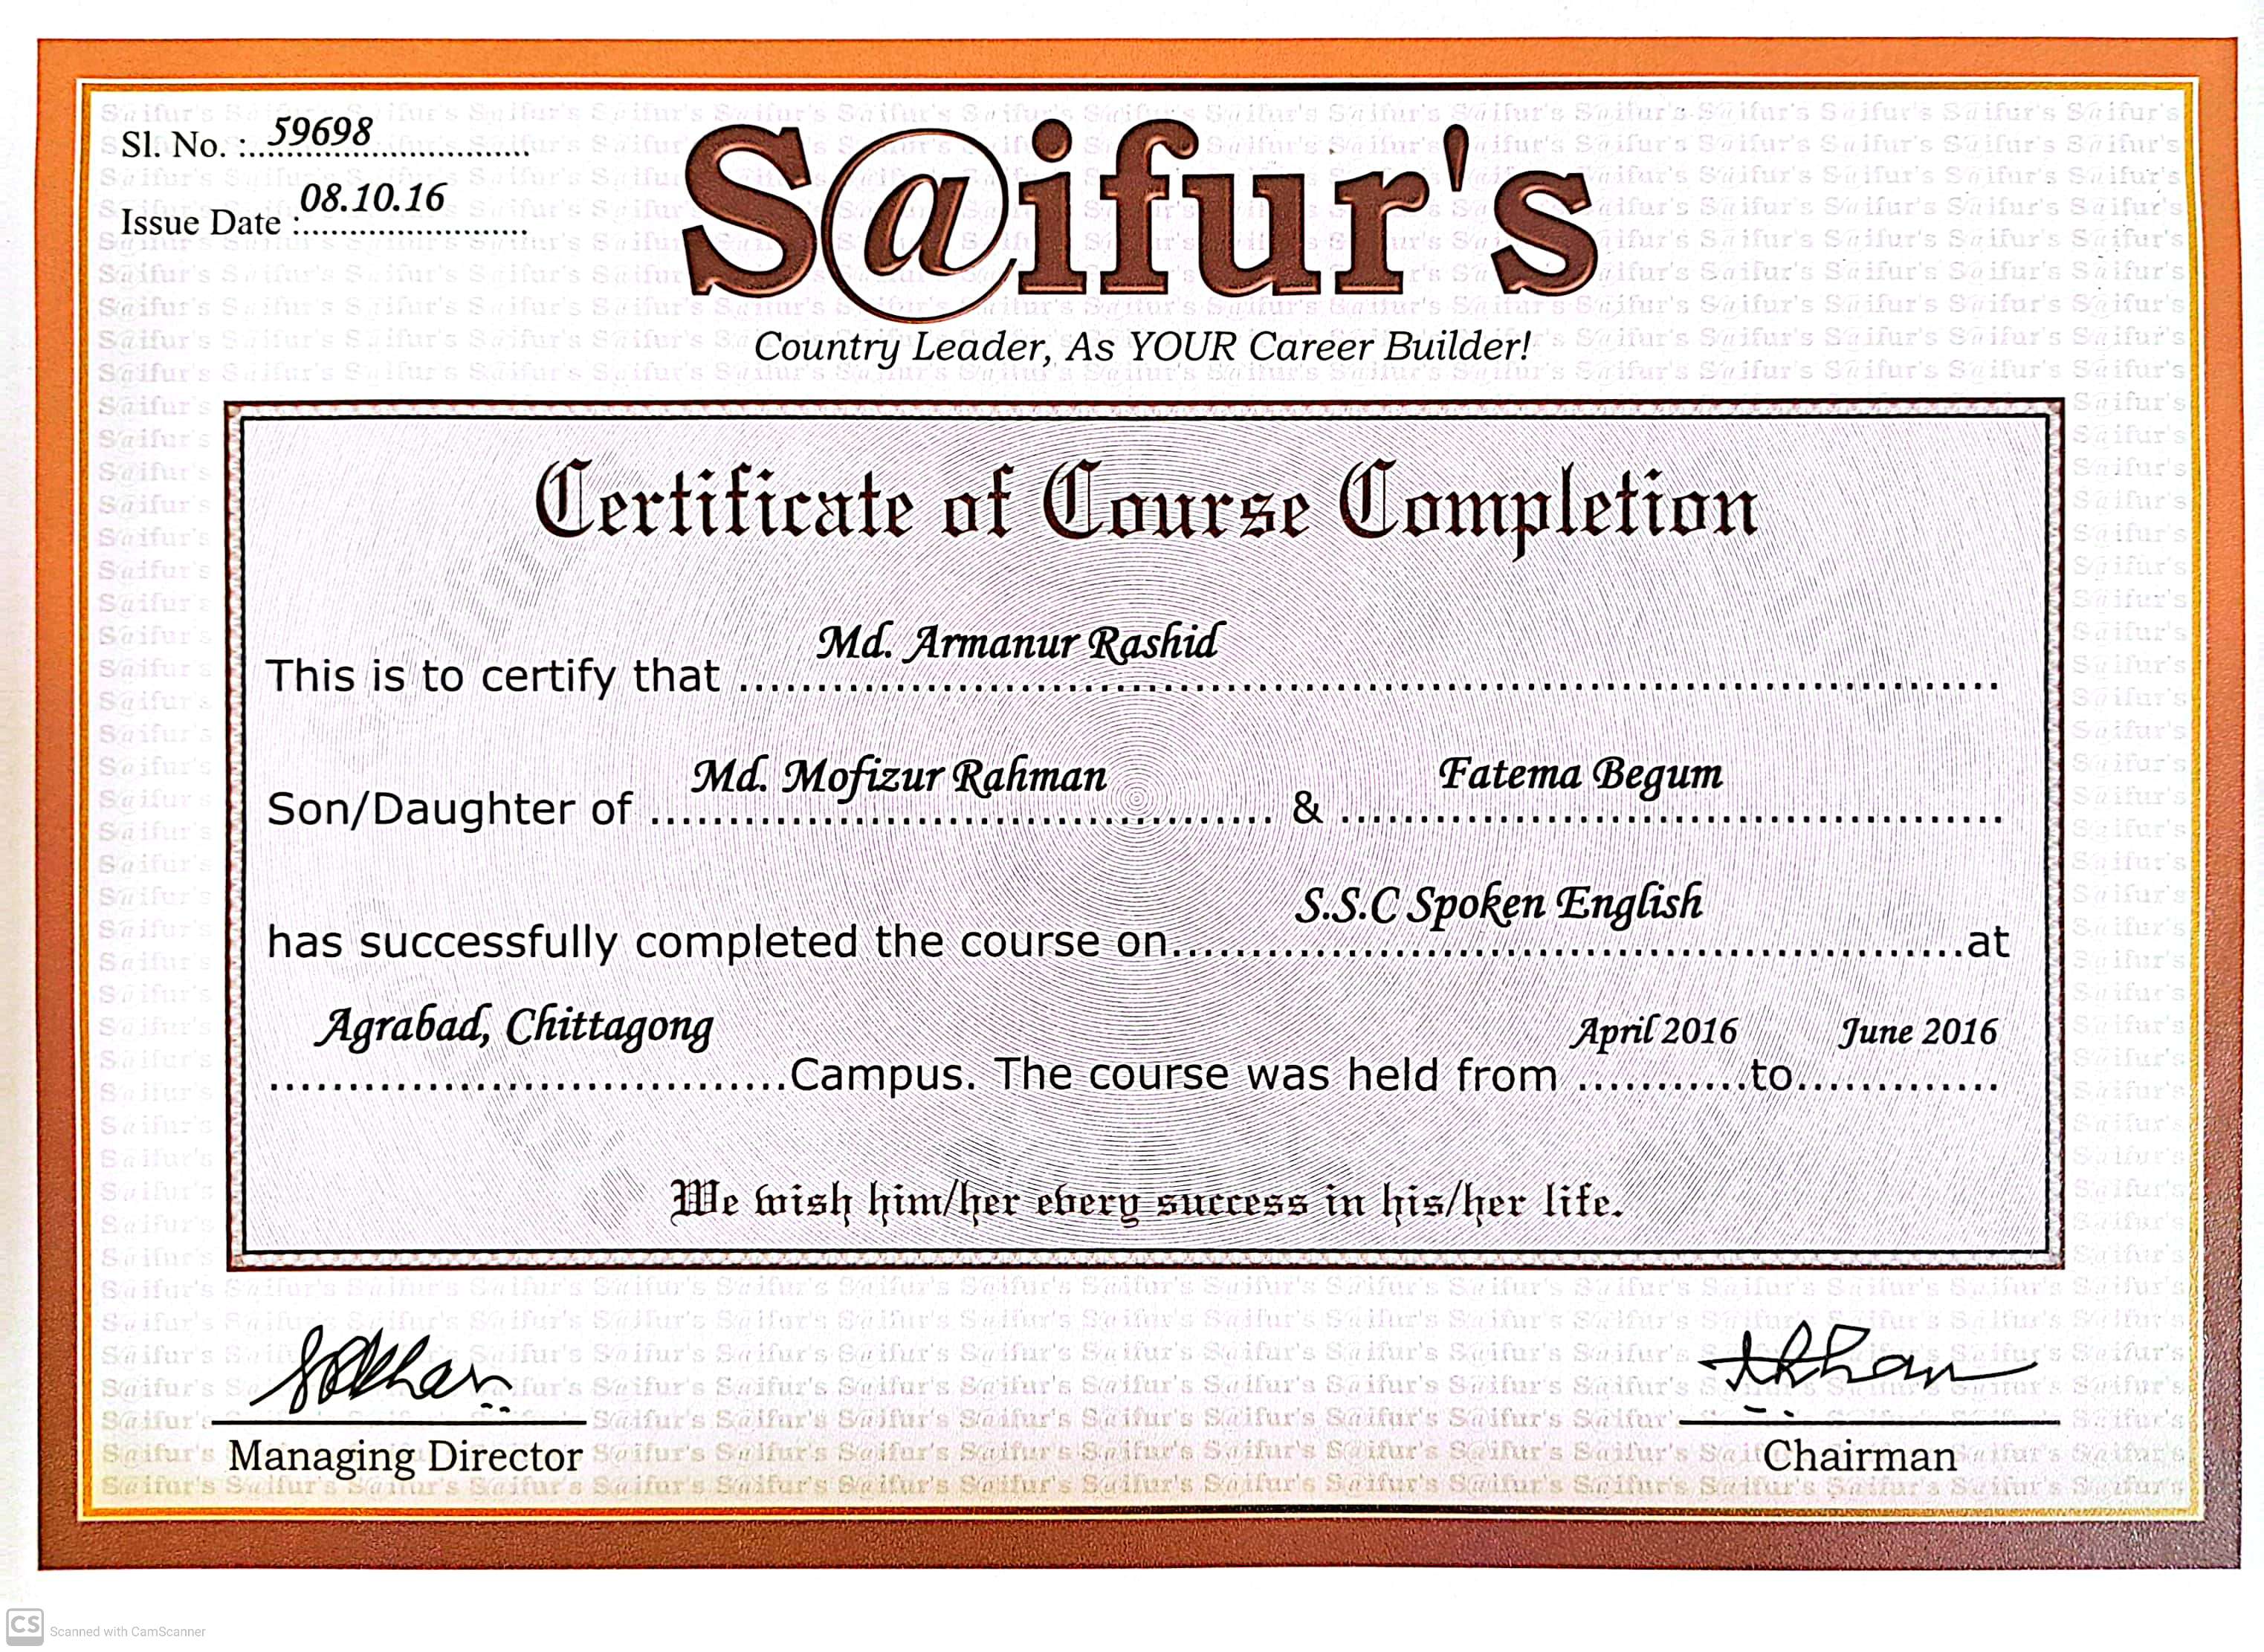 Sl. No. : 59698
Issue Date : 08.10.16
S@ifur's
Country Leader, As YOUR Career Builder!
Certificate of Course Completion
This is to certify that Md. Armanur Rashid
Son/Daughter of Md. Mofizur Rahman & Fatema Begum
has successfully completed the course on S.S.C Spoken English at
Agrabad, Chittagong Campus. The course was held from April 2016 to June 2016
We wish him/her every success in his/her life.
Managing Director
Chairman
CS Scanned with CamScanner